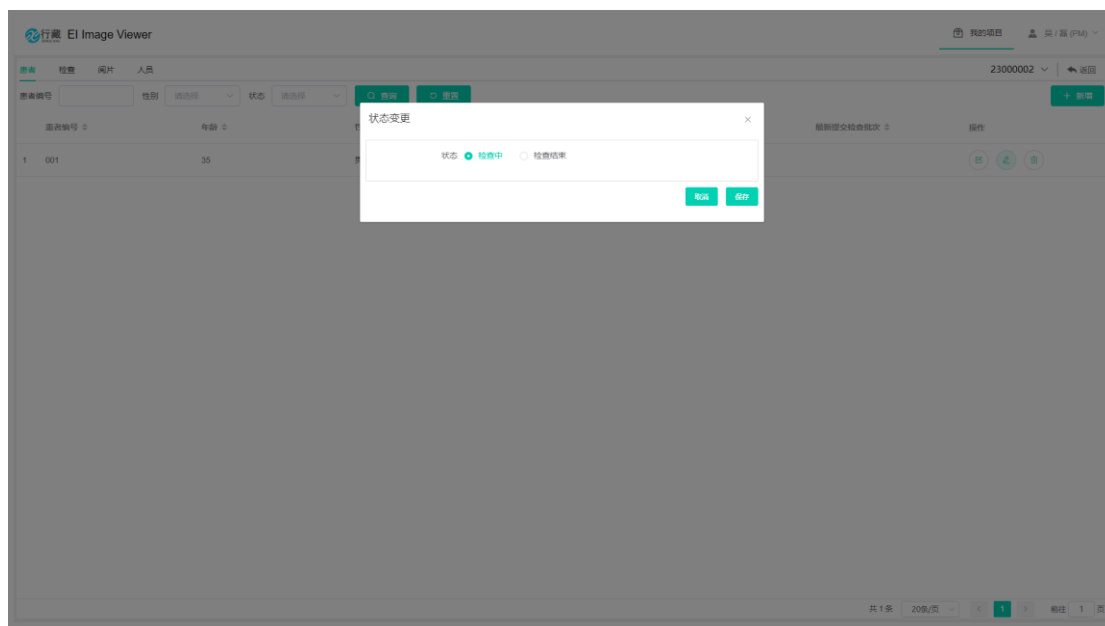 行藏 EI Image Viewer
我的项目
(PM)
患者 检查 阅片 人员
23000002
返回
患者编号 性别 请选择 状态 请选择 查询 重置
+ 新增
状态变更
患者编号 年龄 最新提交检查批次 操作
状态 检查中 检查结束
1 001 35
取消 保存
共 1 条 20条/页 1 前往 1 页